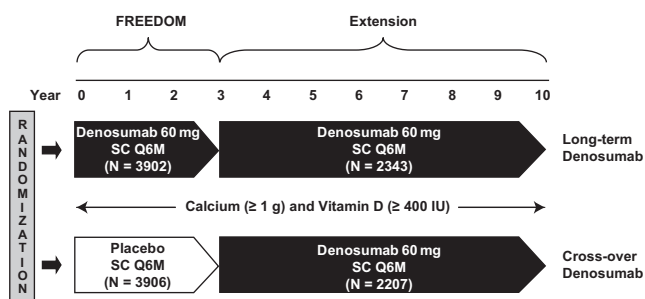 FREEDOM Extension
Year 0 1 2 3 4 5 6 7 8 9 10
RANDOMIZATION
Denosumab 60 mg
SC Q6M
(N = 3902)
Denosumab 60 mg
SC Q6M
(N = 2343)
Long-term
Denosumab
Calcium (≥ 1 g) and Vitamin D (≥ 400 IU)
Placebo
SC Q6M
(N = 3906)
Denosumab 60 mg
SC Q6M
(N = 2207)
Cross-over
Denosumab